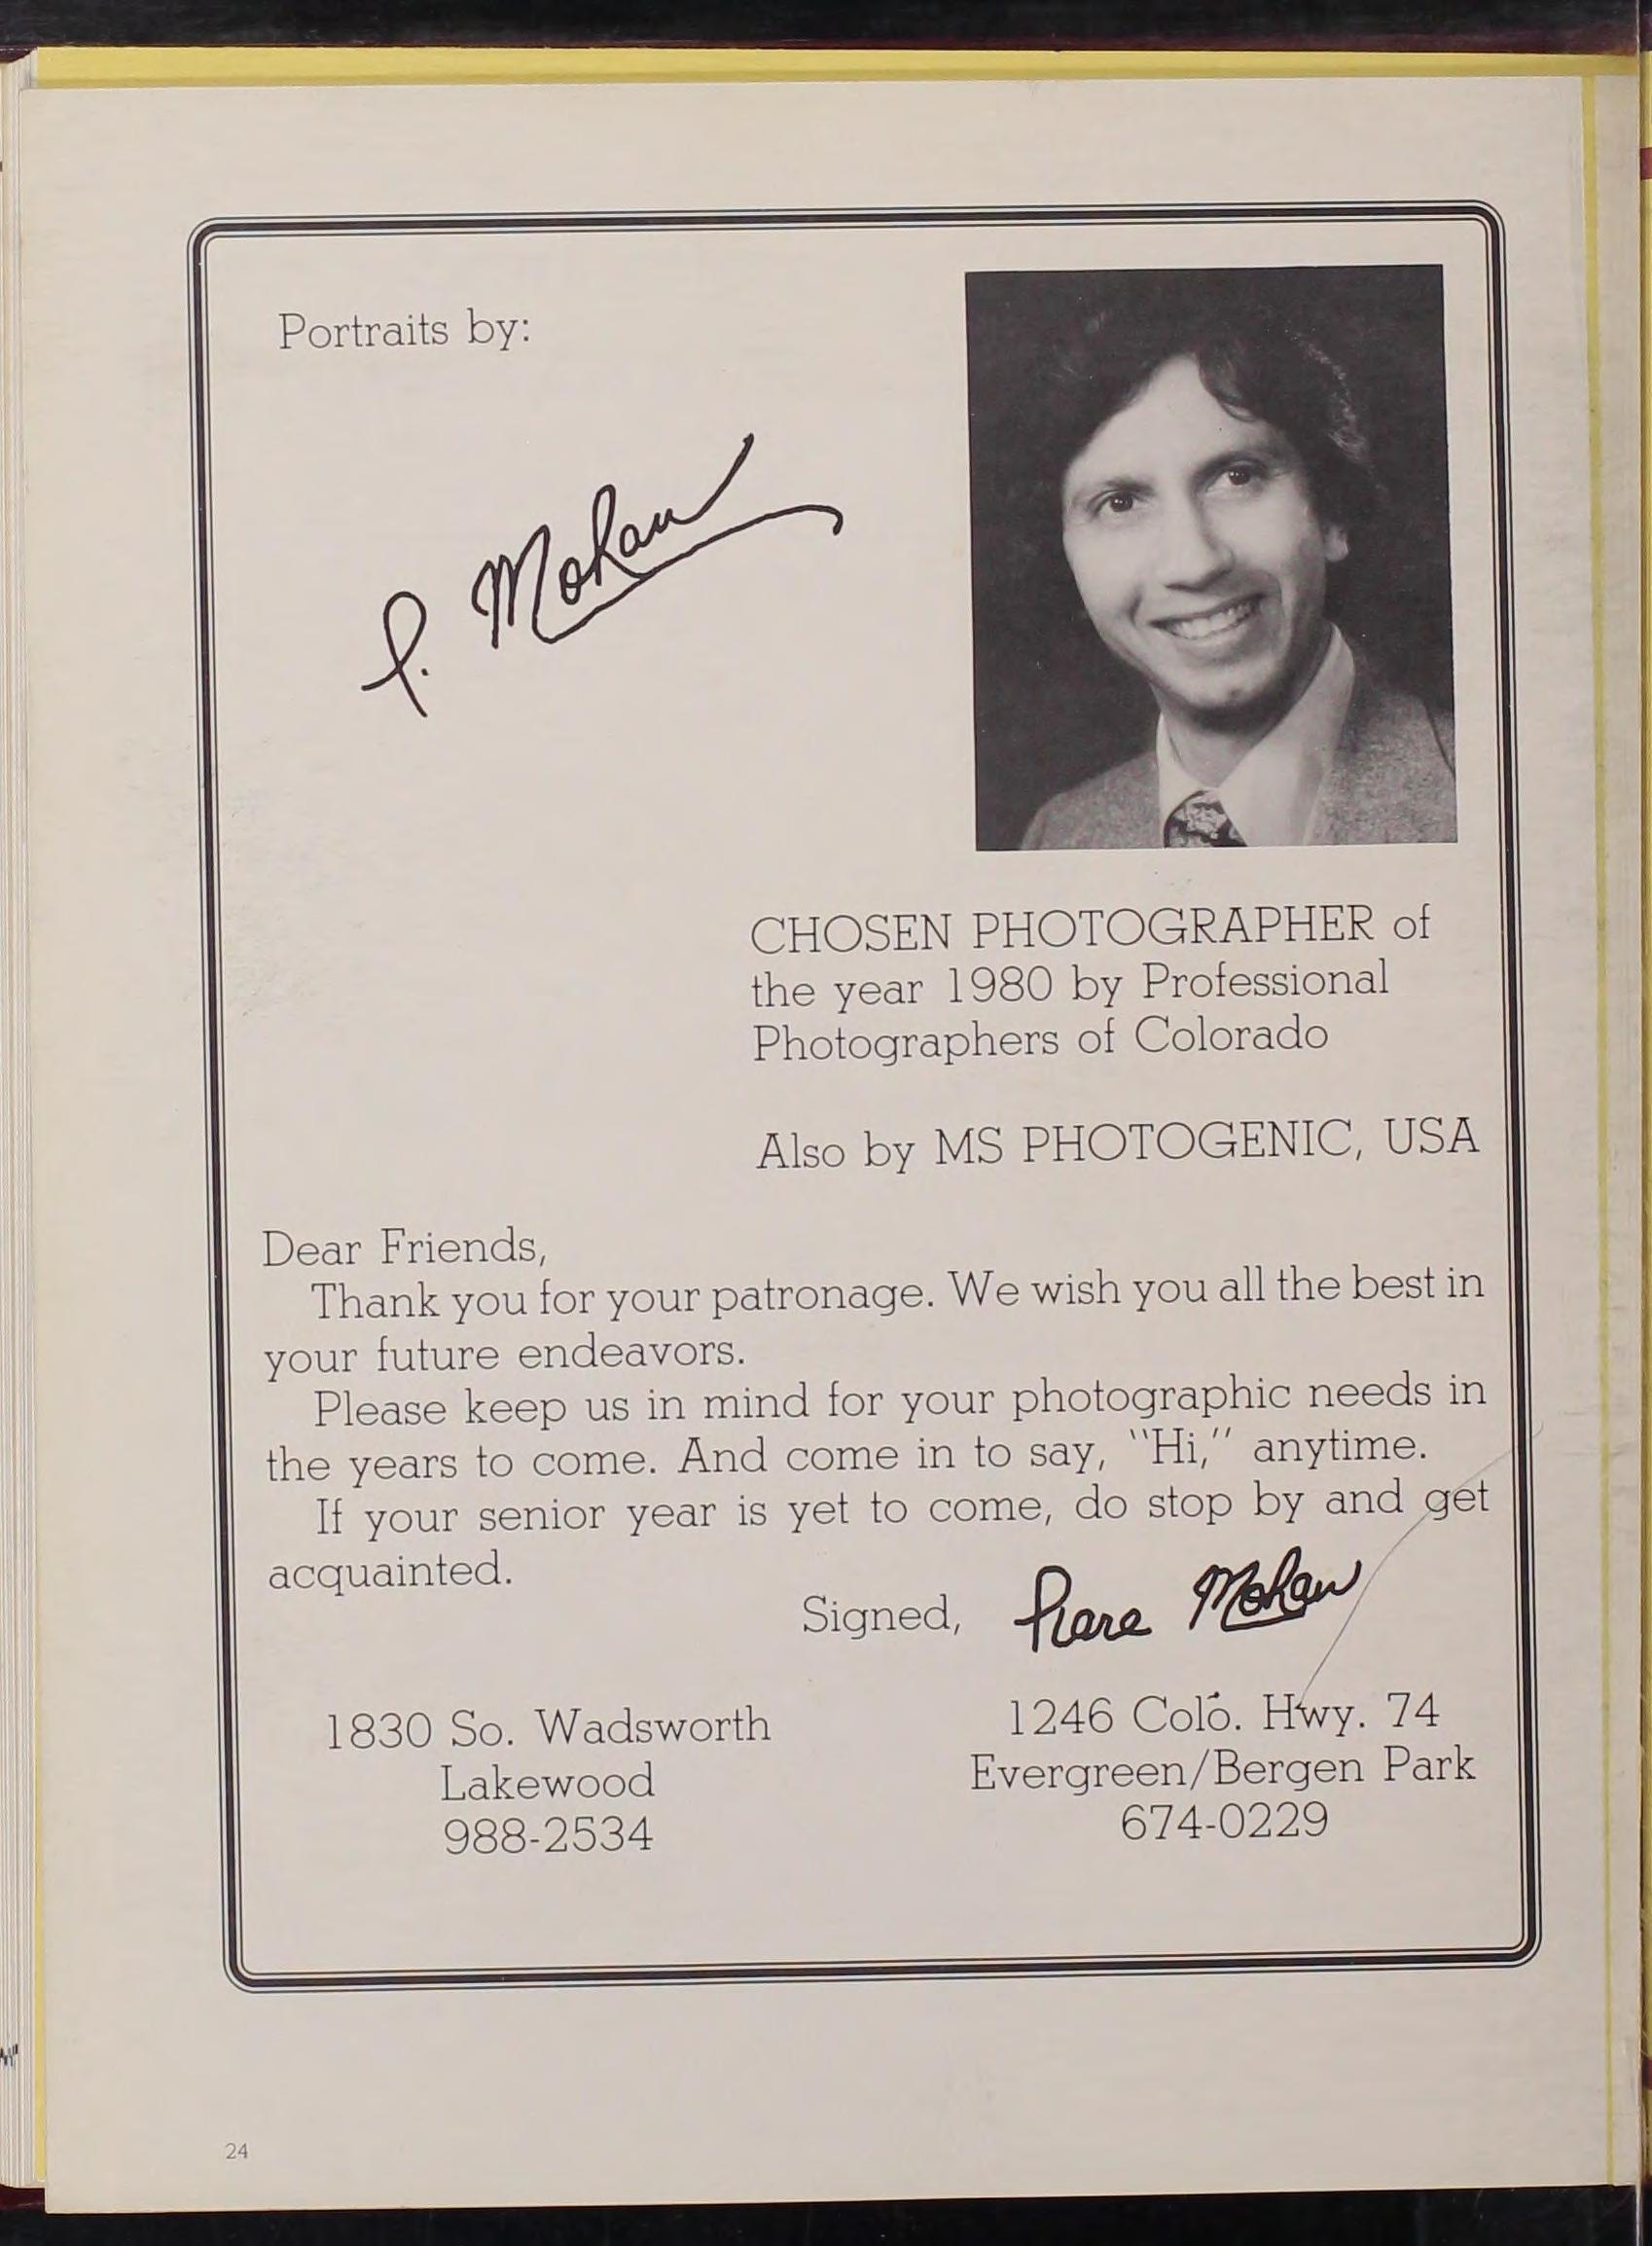 Portraits by:
P. Mohan
CHOSEN PHOTOGRAPHER of
the year 1980 by Professional
Photographers of Colorado
Also by MS PHOTOGENIC, USA
Dear Friends,
Thank you for your patronage. We wish you all the best in
your future endeavors.
Please keep us in mind for your photographic needs in
the years to come. And come in to say, "Hi," anytime.
If your senior year is yet to come, do stop by and get
acquainted.
Signed, Piare Mohan
1830 So. Wadsworth
Lakewood
988-2534
1246 Colo. Hwy. 74
Evergreen/Bergen Park
674-0229
24